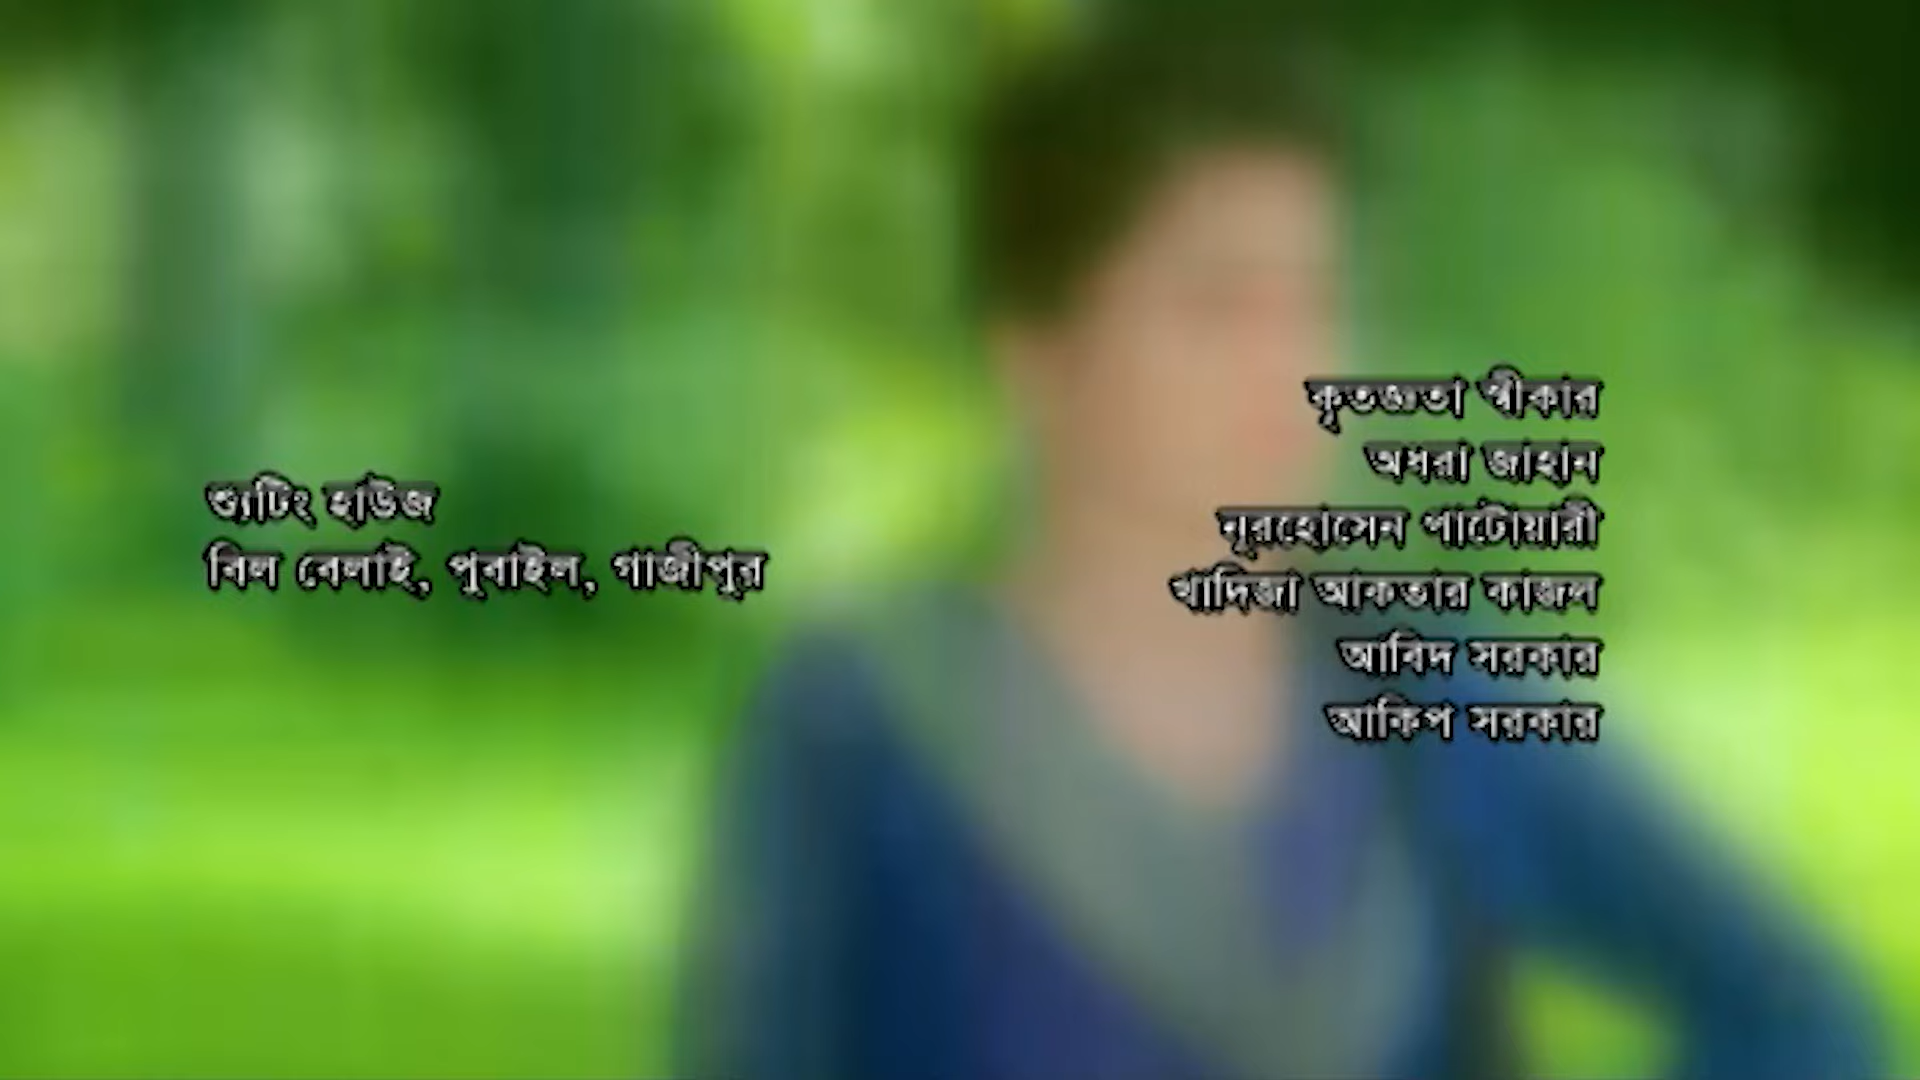 শ্যুটিং হাউজ
বিল বেলাই, পুবাইল, গাজীপুর
কৃতজ্ঞতা স্বীকার
অধরা জাহান
নূরহোসেন পাটোয়ারী
খাদিজা আকতার কাজল
আবিদ সরকার
আকিপ সরকার